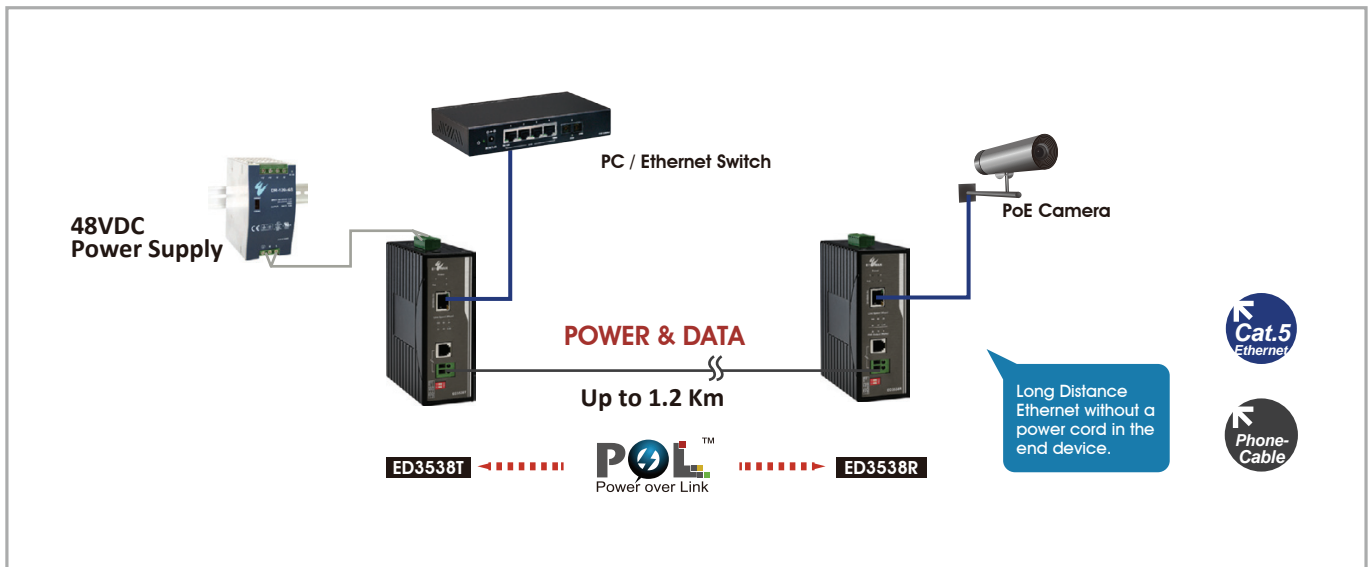 PC / Ethernet Switch
48VDC
Power Supply
PoE Camera
POWER & DATA
Up to 1.2 Km
Long Distance
Ethernet without a
power cord in the
end device.
Cat.5
Ethernet
Phone-
Cable
ED3538T
POL™
Power over Link
ED3538R